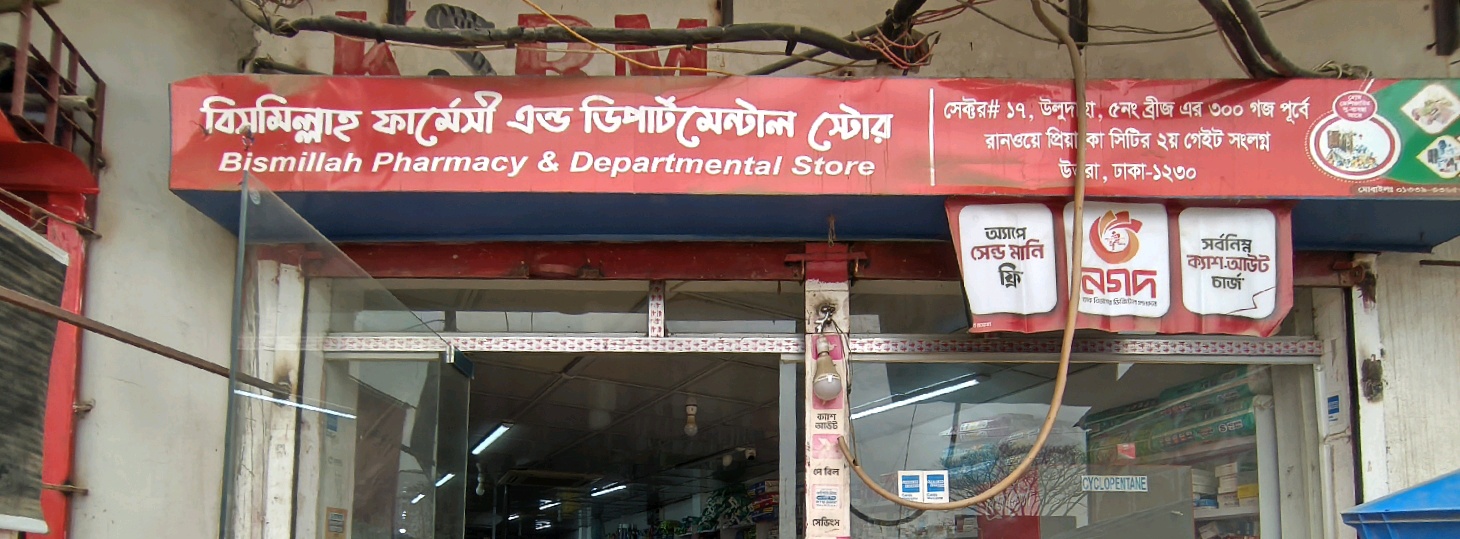 বিসমিল্লাহ ফার্মেসী এন্ড ডিপার্টমেন্টাল স্টোর
Bismillah Pharmacy & Departmental Store
সেক্টর# ১৭, উলুদাহা, ৫নং ব্রীজ এর ৩০০ গজ পূর্বে
রানওয়ে প্রিয়াংকা সিটির ২য় গেইট সংলগ্ন
উত্তরা, ঢাকা-১২৩০
অ্যাপে
সেন্ড মানি
ফ্রি
নগদ
সর্বনিম্ন
ক্যাশ-আউট
চার্জ
ক্যাশ
আউট
পে বিল
সেভিংস
CYCLOPENTANE